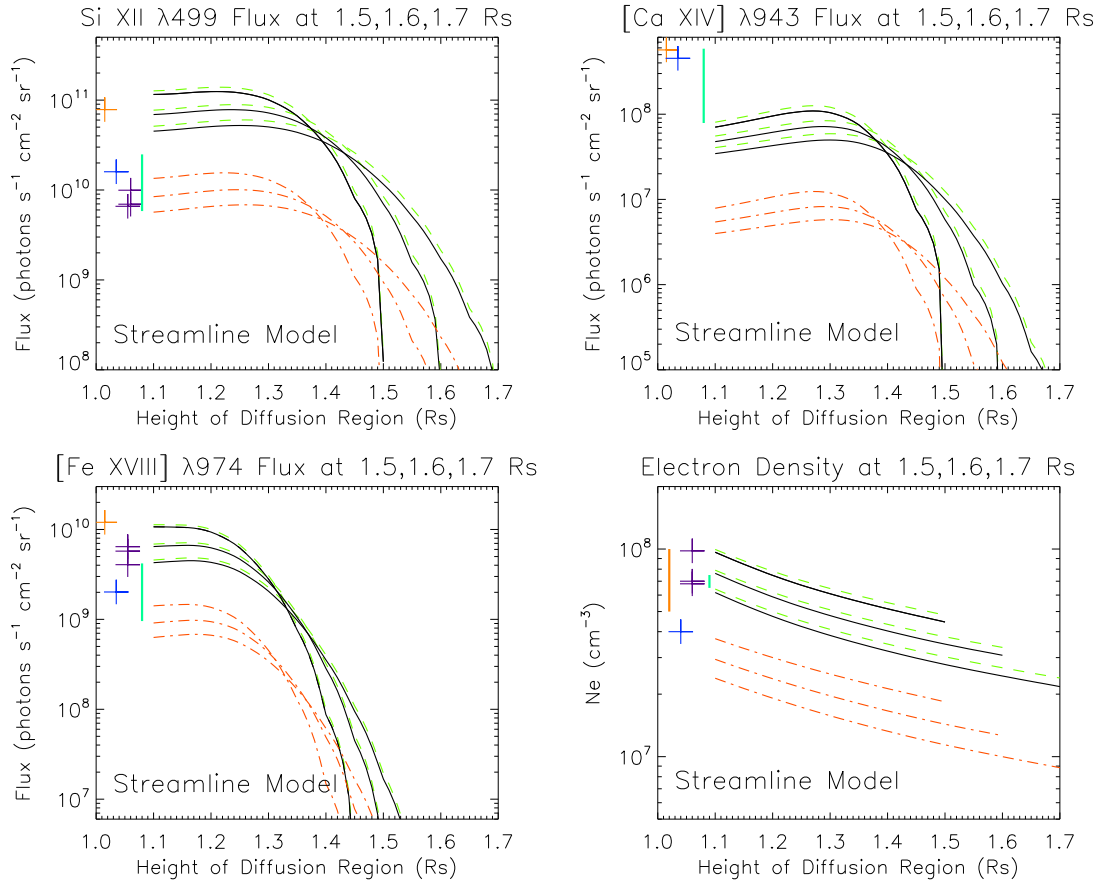 Si XII λ499 Flux at 1.5,1.6,1.7 Rs
Flux (photons s⁻¹ cm⁻² sr⁻¹)
10¹¹
10¹⁰
10⁹
10⁸
Streamline Model
1.0 1.1 1.2 1.3 1.4 1.5 1.6 1.7
Height of Diffusion Region (Rs)
[Ca XIV] λ943 Flux at 1.5,1.6,1.7 Rs
Flux (photons s⁻¹ cm⁻² sr⁻¹)
10⁸
10⁷
10⁶
10⁵
Streamline Model
1.0 1.1 1.2 1.3 1.4 1.5 1.6 1.7
Height of Diffusion Region (Rs)
[Fe XVIII] λ974 Flux at 1.5,1.6,1.7 Rs
Flux (photons s⁻¹ cm⁻² sr⁻¹)
10¹⁰
10⁹
10⁸
10⁷
Streamline Model
1.0 1.1 1.2 1.3 1.4 1.5 1.6 1.7
Height of Diffusion Region (Rs)
Electron Density at 1.5,1.6,1.7 Rs
Ne (cm⁻³)
10⁸
10⁷
Streamline Model
1.0 1.1 1.2 1.3 1.4 1.5 1.6 1.7
Height of Diffusion Region (Rs)